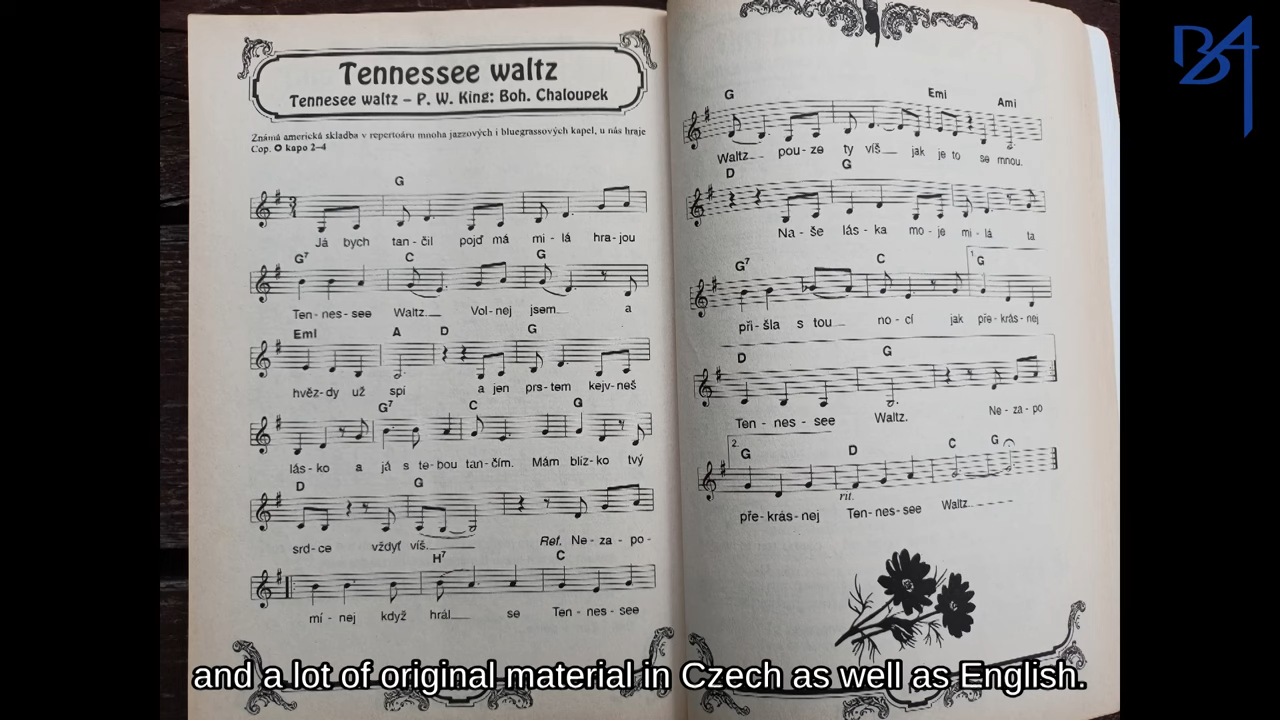 Tennessee waltz
Tennesee waltz – P. W. King: Boh. Chaloupek
Známá americká skladba v repertoáru mnoha jazzových i bluegrassových kapel, u nás hraje
Cop. ✪ kapo 2–4
G
Já bych tan - čil pojď má mi - lá hra - jou
G7 C G
Ten - nes - see Waltz Vol - nej jsem a
Emi A D G
hvěz - dy už spí a jen prs - tem kejv - neš
G7 C G
lás - ko a já s te - bou tan - čím. Mám blíz - ko tvý
D G
srd - ce vždyť víš. Ref. Ne - za - po -
H7 C
mí - nej když hrál se Ten - nes - see
G Emi Ami
Waltz pou - ze ty víš jak je to se mnou.
D G
Na - še lás - ka mo - je mi - lá ta
G7 C 1. G
při - šla s tou no - cí jak pře - krás - nej
D G
Ten - nes - see Waltz. Ne - za - po
2. G D C G
rit.
pře - krás - nej Ten - nes - see Waltz
and a lot of original material in Czech as well as English.
BA